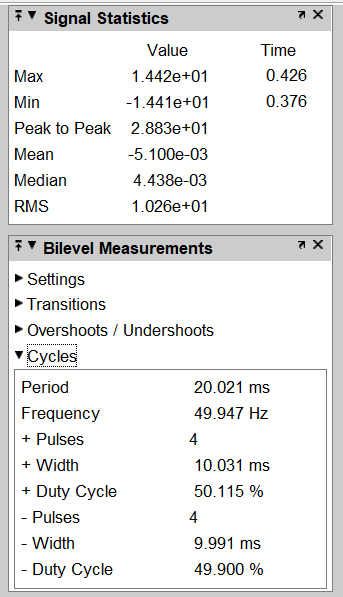 Signal Statistics
Value Time
Max 1.442e+01 0.426
Min -1.441e+01 0.376
Peak to Peak 2.883e+01
Mean -5.100e-03
Median 4.438e-03
RMS 1.026e+01
Bilevel Measurements
Settings
Transitions
Overshoots / Undershoots
Cycles
Period 20.021 ms
Frequency 49.947 Hz
+ Pulses 4
+ Width 10.031 ms
+ Duty Cycle 50.115 %
- Pulses 4
- Width 9.991 ms
- Duty Cycle 49.900 %